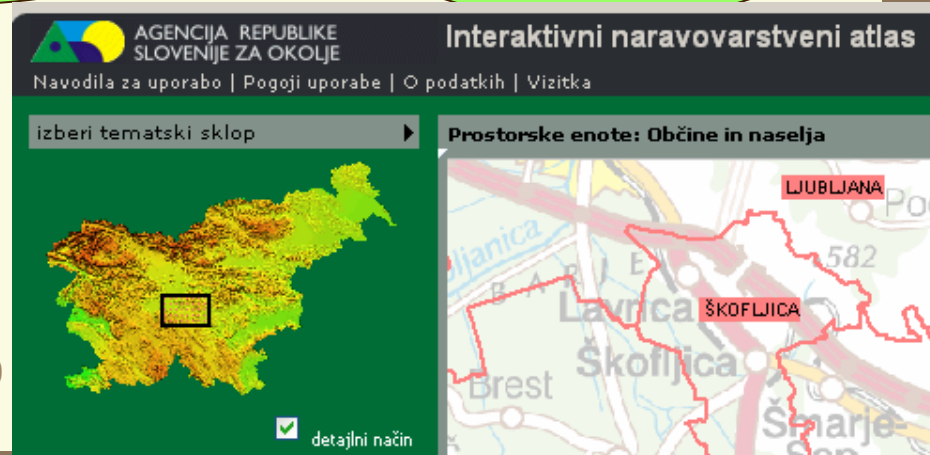 AGENCIJA REPUBLIKE
SLOVENIJE ZA OKOLJE
Interaktivni naravovarstveni atlas
Navodila za uporabo | Pogoji uporabe | O podatkih | Vizitka
izberi tematski sklop
Prostorske enote: Občine in naselja
LJUBLJANA
582
BARJE
Lavrica
ŠKOFLJICA
Škofljica
Brest
Šmarje-
detajlni način